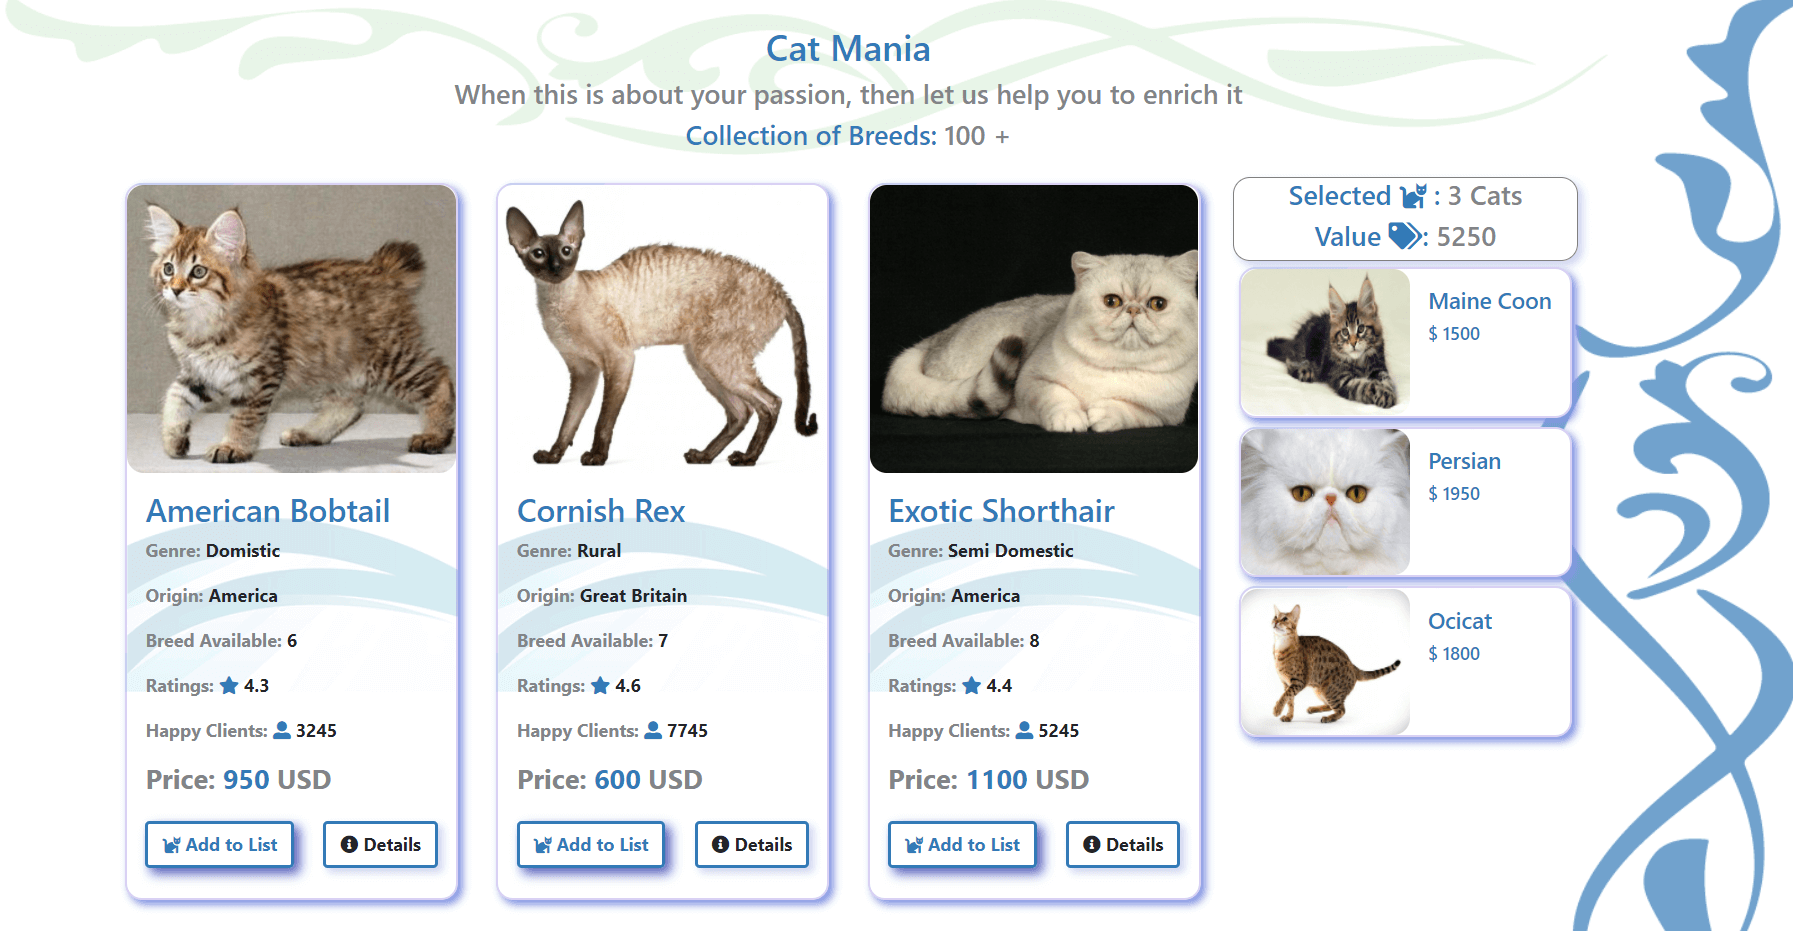 Cat Mania
When this is about your passion, then let us help you to enrich it
Collection of Breeds: 100 +
American Bobtail
Genre: Domistic
Origin: America
Breed Available: 6
Ratings: 4.3
Happy Clients: 3245
Price: 950 USD
Add to List
Details
Cornish Rex
Genre: Rural
Origin: Great Britain
Breed Available: 7
Ratings: 4.6
Happy Clients: 7745
Price: 600 USD
Add to List
Details
Exotic Shorthair
Genre: Semi Domestic
Origin: America
Breed Available: 8
Ratings: 4.4
Happy Clients: 5245
Price: 1100 USD
Add to List
Details
Selected : 3 Cats
Value : 5250
Maine Coon
$ 1500
Persian
$ 1950
Ocicat
$ 1800